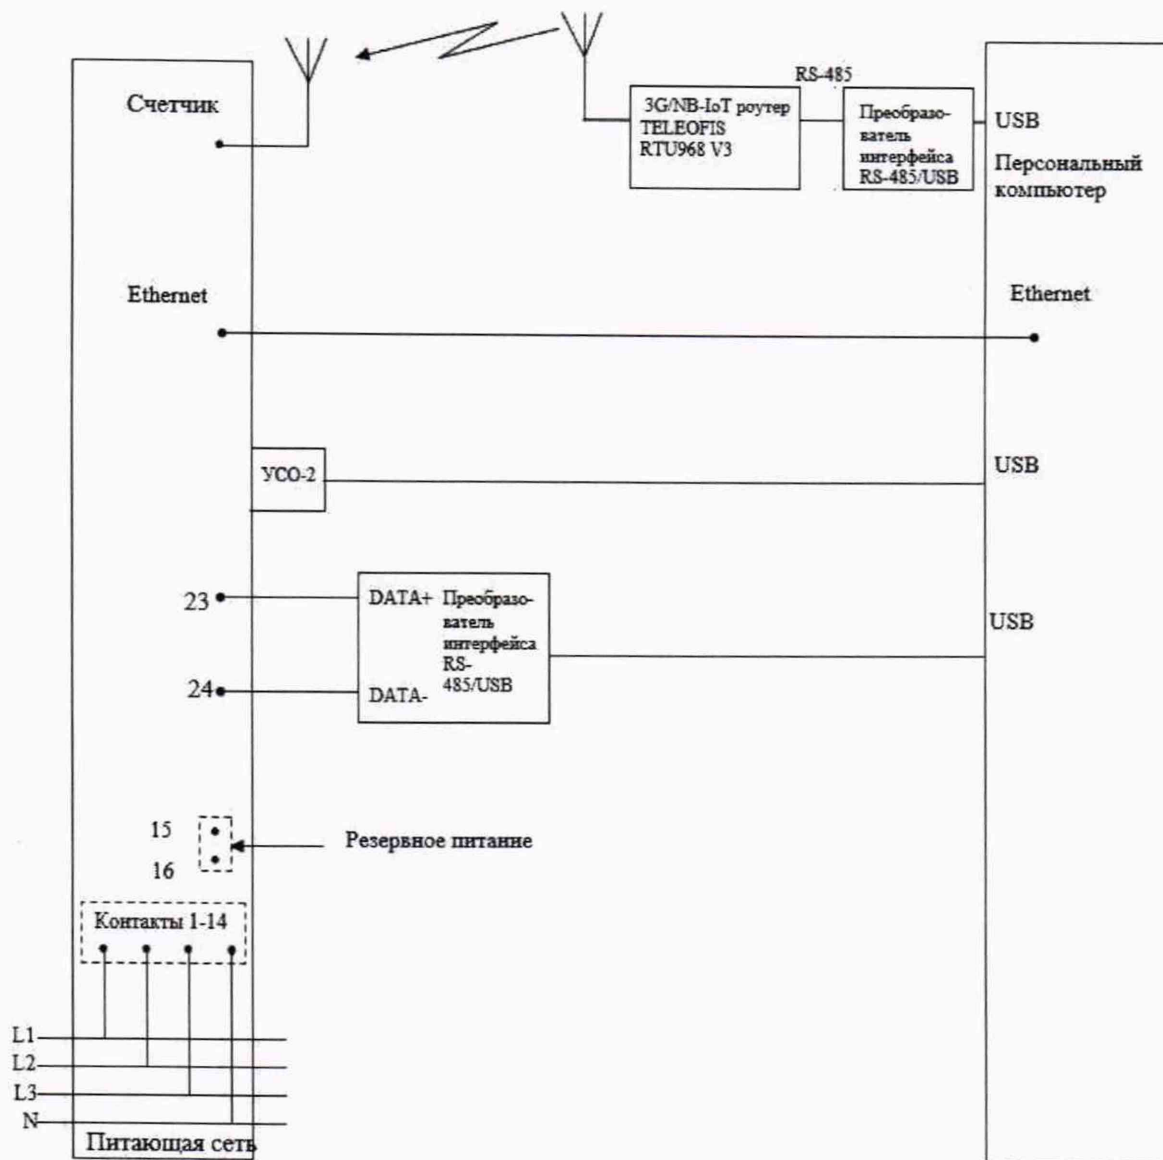 Счетчик
RS-485
3G/NB-IoT роутер
TELEOFIS
RTU968 V3
Преобразо-
ватель
интерфейса
RS-485/USB
USB
Персональный
компьютер
Ethernet
Ethernet
УСО-2
USB
23
DATA+
Преобразо-
ватель
интерфейса
RS-
485/USB
USB
24
DATA-
15
Резервное питание
16
Контакты 1-14
L1
L2
L3
N
Питающая сеть